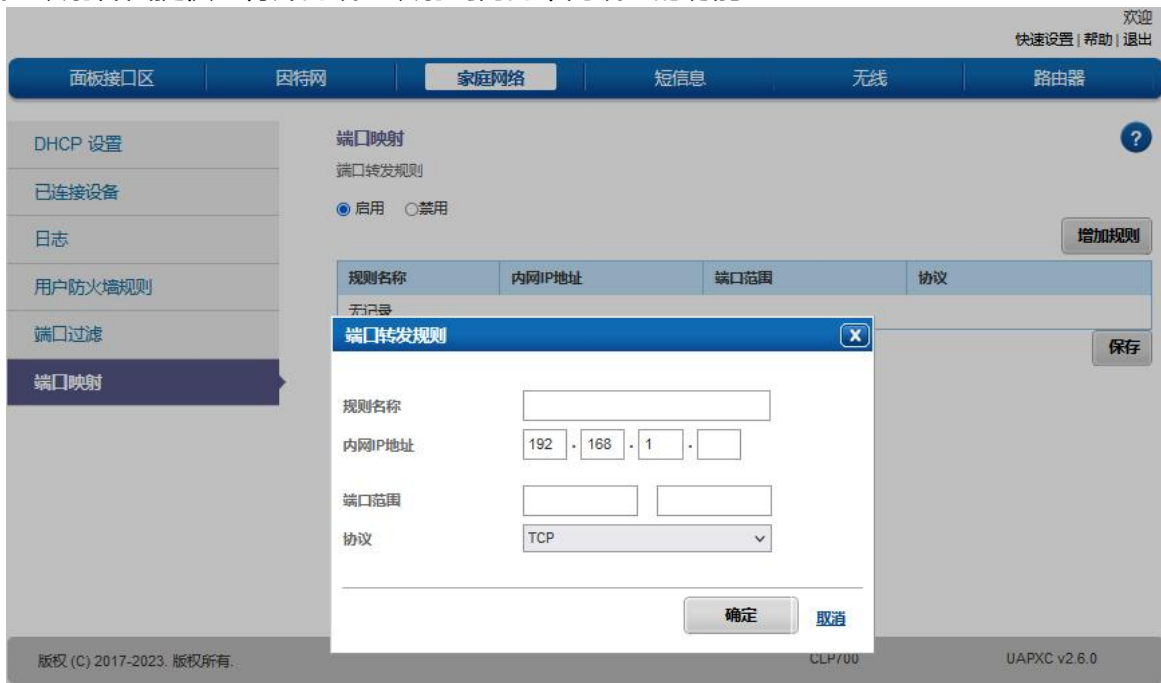 欢迎
快速设置 | 帮助 | 退出
面板接口区 因特网 家庭网络 短信息 无线 路由器
DHCP 设置
已连接设备
日志
用户防火墙规则
端口过滤
端口映射
端口映射
?
端口转发规则
启用 禁用
增加规则
规则名称 内网IP地址 端口范围 协议
无记录
保存
端口转发规则 X
规则名称
内网IP地址 192 . 168 . 1 .
端口范围
协议 TCP
确定 取消
版权 (C) 2017-2023. 版权所有. CLP700 UAPXC v2.6.0